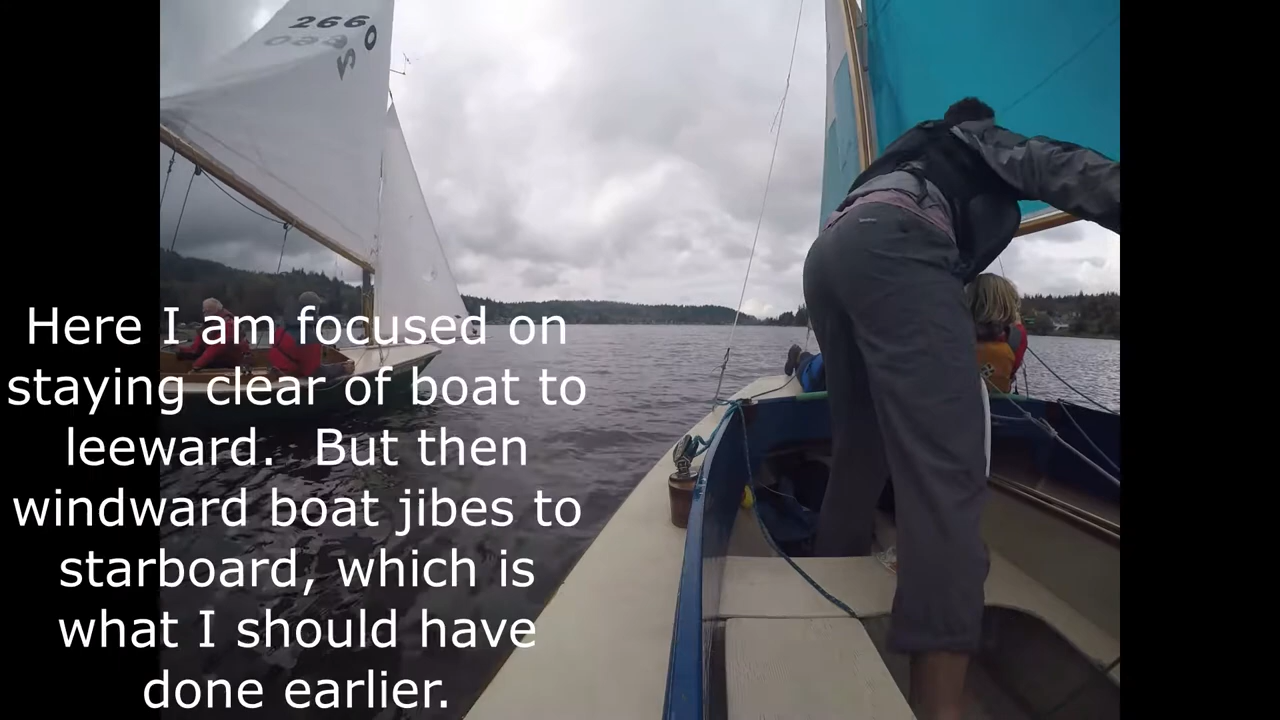 266
Here I am focused on
staying clear of boat to
leeward.  But then
windward boat jibes to
starboard, which is
what I should have
done earlier.